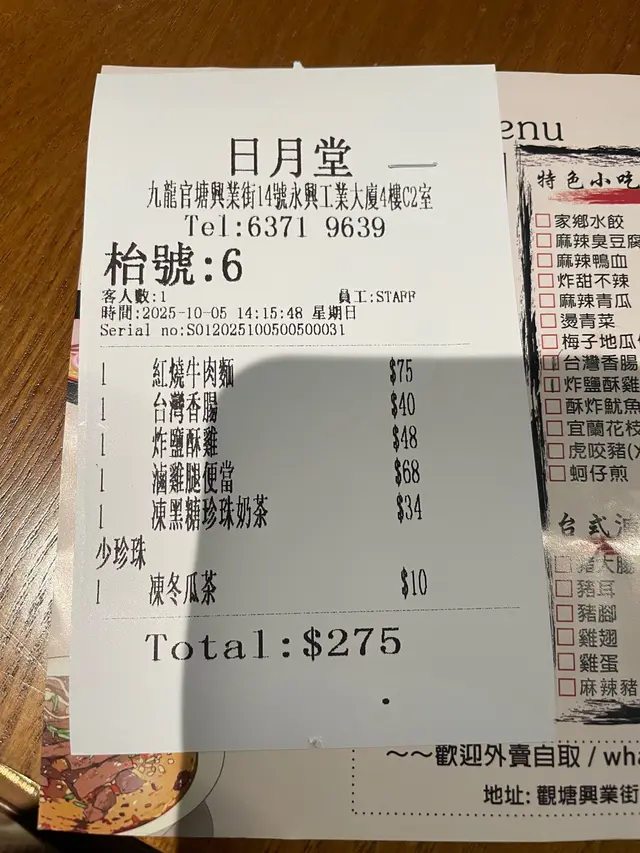 日月堂
九龍官塘興業街14號永興工業大廈4樓C2室
Tel:6371 9639
枱號:6
客人數:1 員工:STAFF
時間:2025-10-05 14:15:48 星期日
Serial no:S012025100500500031
1 紅燒牛肉麵 $75
1 台灣香腸 $40
1 炸鹽酥雞 $48
1 滷雞腿便當 $68
1 凍黑糖珍珠奶茶 $34
少珍珠
1 凍冬瓜茶 $10
Total:$275
enu
特色小吃
家鄉水餃
麻辣臭豆腐
麻辣鴨血
炸甜不辣
麻辣青瓜
燙青菜
梅子地瓜
台灣香腸
炸鹽酥雞
酥炸魷魚
宜蘭花枝
虎咬豬(
蚵仔煎
台式
豬大腸
豬耳
豬腳
雞翅
雞蛋
麻辣豬
~~歡迎外賣自取 / wha
地址: 觀塘興業街